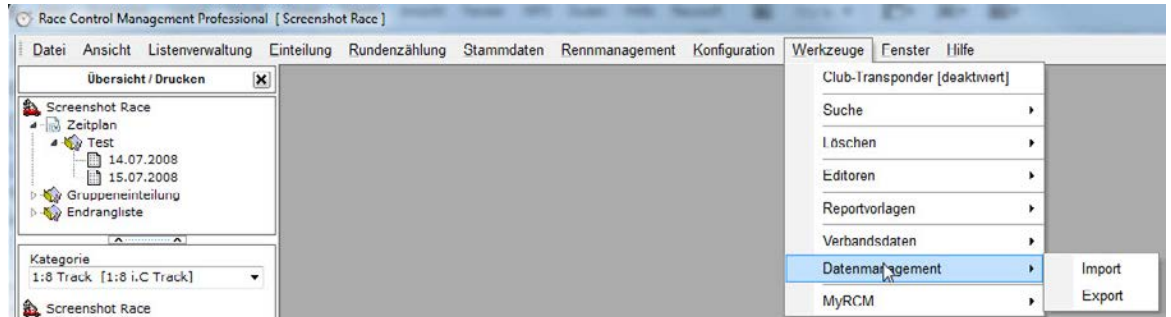 Race Control Management Professional [ Screenshot Race ]
Datei Ansicht Listenverwaltung Einteilung Rundenzählung Stammdaten Rennmanagement Konfiguration Werkzeuge Fenster Hilfe
Übersicht / Drucken
Screenshot Race
Zeitplan
Test
14.07.2008
15.07.2008
Gruppeneinteilung
Endrangliste
Kategorie
1:8 Track [1:8 i.C Track]
Screenshot Race
Club-Transponder [deaktiviert]
Suche
Löschen
Editoren
Reportvorlagen
Verbandsdaten
Datenmanagement
MyRCM
Import
Export